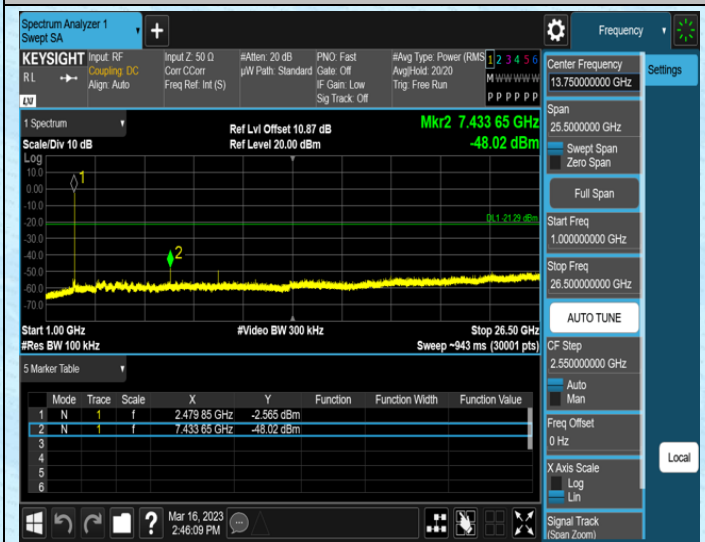 Spectrum Analyzer 1
Swept SA
+
Frequency
KEYSIGHT
RL
LXI
Input: RF
Coupling: DC
Align: Auto
Input Z: 50 Ω
Corr CCorr
Freq Ref: Int (S)
#Atten: 20 dB
µW Path: Standard
PNO: Fast
Gate: Off
IF Gain: Low
Sig Track: Off
#Avg Type: Power (RMS
Avg|Hold: 20/20
Trig: Free Run
1 2 3 4 5 6
M W W W W W
P P P P P P
1 Spectrum
Scale/Div 10 dB
Ref Lvl Offset 10.87 dB
Ref Level 20.00 dBm
Mkr2 7.433 65 GHz
-48.02 dBm
Log
10.0
0.00
-10.0
-20.0
-30.0
-40.0
-50.0
-60.0
-70.0
1
2
DL1 -21.29 dBm
Start 1.00 GHz
#Res BW 100 kHz
#Video BW 300 kHz
Stop 26.50 GHz
Sweep ~943 ms (30001 pts)
5 Marker Table
Mode Trace Scale X Y Function Function Width Function Value
1 N 1 f 2.479 85 GHz -2.565 dBm
2 N 1 f 7.433 65 GHz -48.02 dBm
3
4
5
6
?
Mar 16, 2023
2:46:09 PM
Center Frequency
13.75000000 GHz
Span
25.5000000 GHz
Swept Span
Zero Span
Full Span
Start Freq
1.000000000 GHz
Stop Freq
26.500000000 GHz
AUTO TUNE
CF Step
2.550000000 GHz
Auto
Man
Freq Offset
0 Hz
X Axis Scale
Log
Lin
Signal Track
(Span Zoom)
Settings
Local